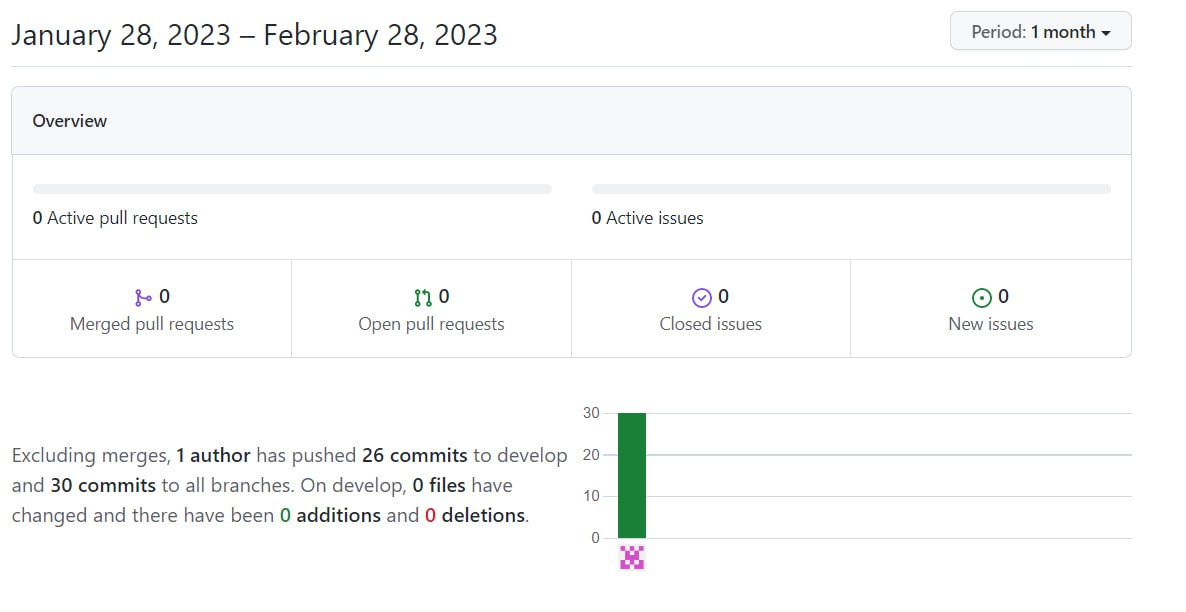 January 28, 2023 – February 28, 2023
Period: 1 month
Overview
0 Active pull requests
0 Active issues
0
Merged pull requests
0
Open pull requests
0
Closed issues
0
New issues
Excluding merges, 1 author has pushed 26 commits to develop
and 30 commits to all branches. On develop, 0 files have
changed and there have been 0 additions and 0 deletions.
30
20
10
0